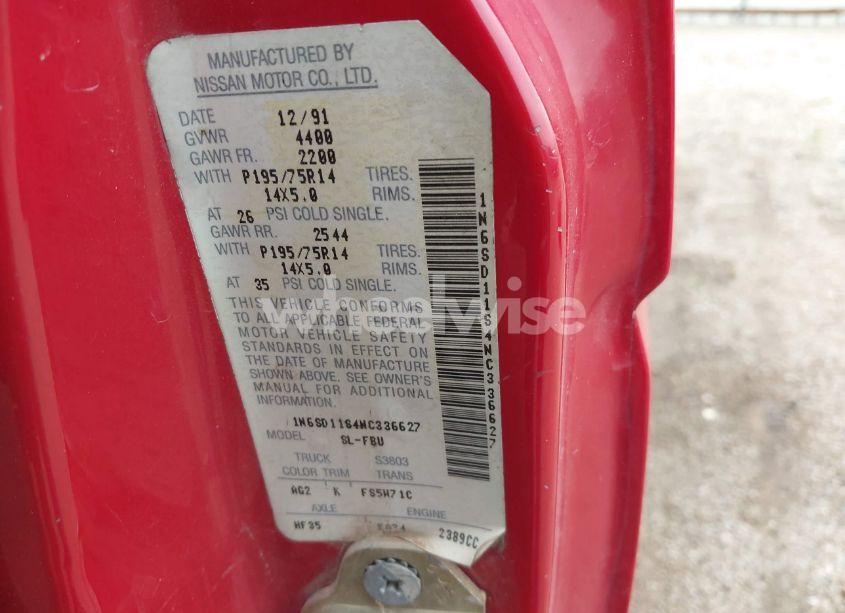 MANUFACTURED BY
NISSAN MOTOR CO., LTD.
DATE 12/91
GVWR 4400
GAWR FR. 2200
WITH P195/75R14 TIRES.
14X5.0 RIMS.
AT 26 PSI COLD SINGLE.
GAWR RR. 2544
WITH P195/75R14 TIRES.
14X5.0 RIMS.
AT 35 PSI COLD SINGLE.
THIS VEHICLE CONFORMS
TO ALL APPLICABLE FEDERAL
MOTOR VEHICLE SAFETY
STANDARDS IN EFFECT ON
THE DATE OF MANUFACTURE
SHOWN ABOVE. SEE OWNER'S
MANUAL FOR ADDITIONAL
INFORMATION.
1N6SD11S4NC336627
MODEL SL-FBU
TRUCK S3803
COLOR TRIM TRANS
AG2 K FS5W71C
AXLE ENGINE
HF35 KA24 2389CC
1N6SD11S4NC336627